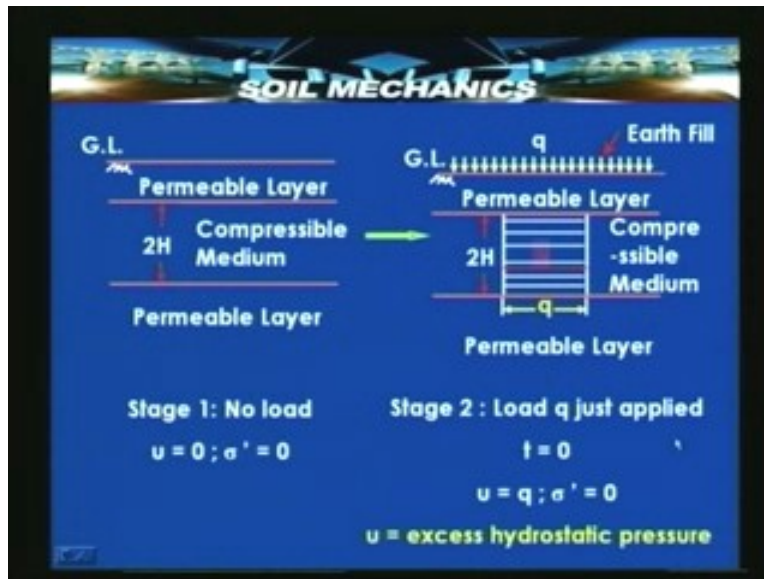 SOIL MECHANICS
G.L.
Permeable Layer
2H
Compressible
Medium
Permeable Layer
Stage 1: No load
u = 0 ; σ ' = 0
q
Earth Fill
G.L.
Permeable Layer
2H
Compre
-ssible
Medium
q
Permeable Layer
Stage 2 : Load q just applied
t = 0
u = q ; σ ' = 0
u = excess hydrostatic pressure